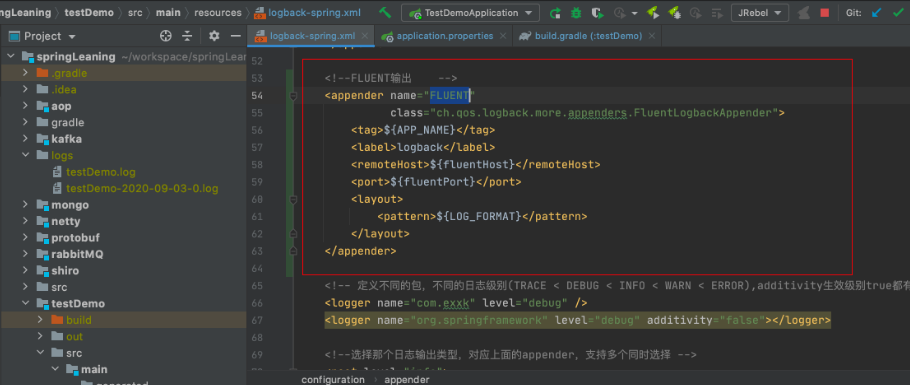 ngLeaning
testDemo
src
main
resources
logback-spring.xml
TestDemoApplication
JRebel
Git:
Project
logback-spring.xml
application.properties
build.gradle (:testDemo)
springLeaning ~/workspace/springLea
.gradle
.idea
aop
gradle
kafka
logs
testDemo.log
testDemo-2020-09-03-0.log
mongo
netty
protobuf
rabbitMQ
shiro
src
testDemo
build
out
src
main
52
53 <!--FLUENT输出 -->
54 <appender name="FLUENT"
55 class="ch.qos.logback.more.appenders.FluentLogbackAppender">
56 <tag>${APP_NAME}</tag>
57 <label>logback</label>
58 <remoteHost>${fluentHost}</remoteHost>
59 <port>${fluentPort}</port>
60 <layout>
61 <pattern>${LOG_FORMAT}</pattern>
62 </layout>
63 </appender>
64
65 <!-- 定义不同的包，不同的日志级别(TRACE < DEBUG < INFO < WARN < ERROR),additivity生效级别true都有
66 <logger name="com.exxk" level="debug" />
67 <logger name="org.springframework" level="debug" additivity="false"></logger>
68
69 <!--选择那个日志输出类型，对应上面的appender，支持多个同时选择 -->
configuration
appender